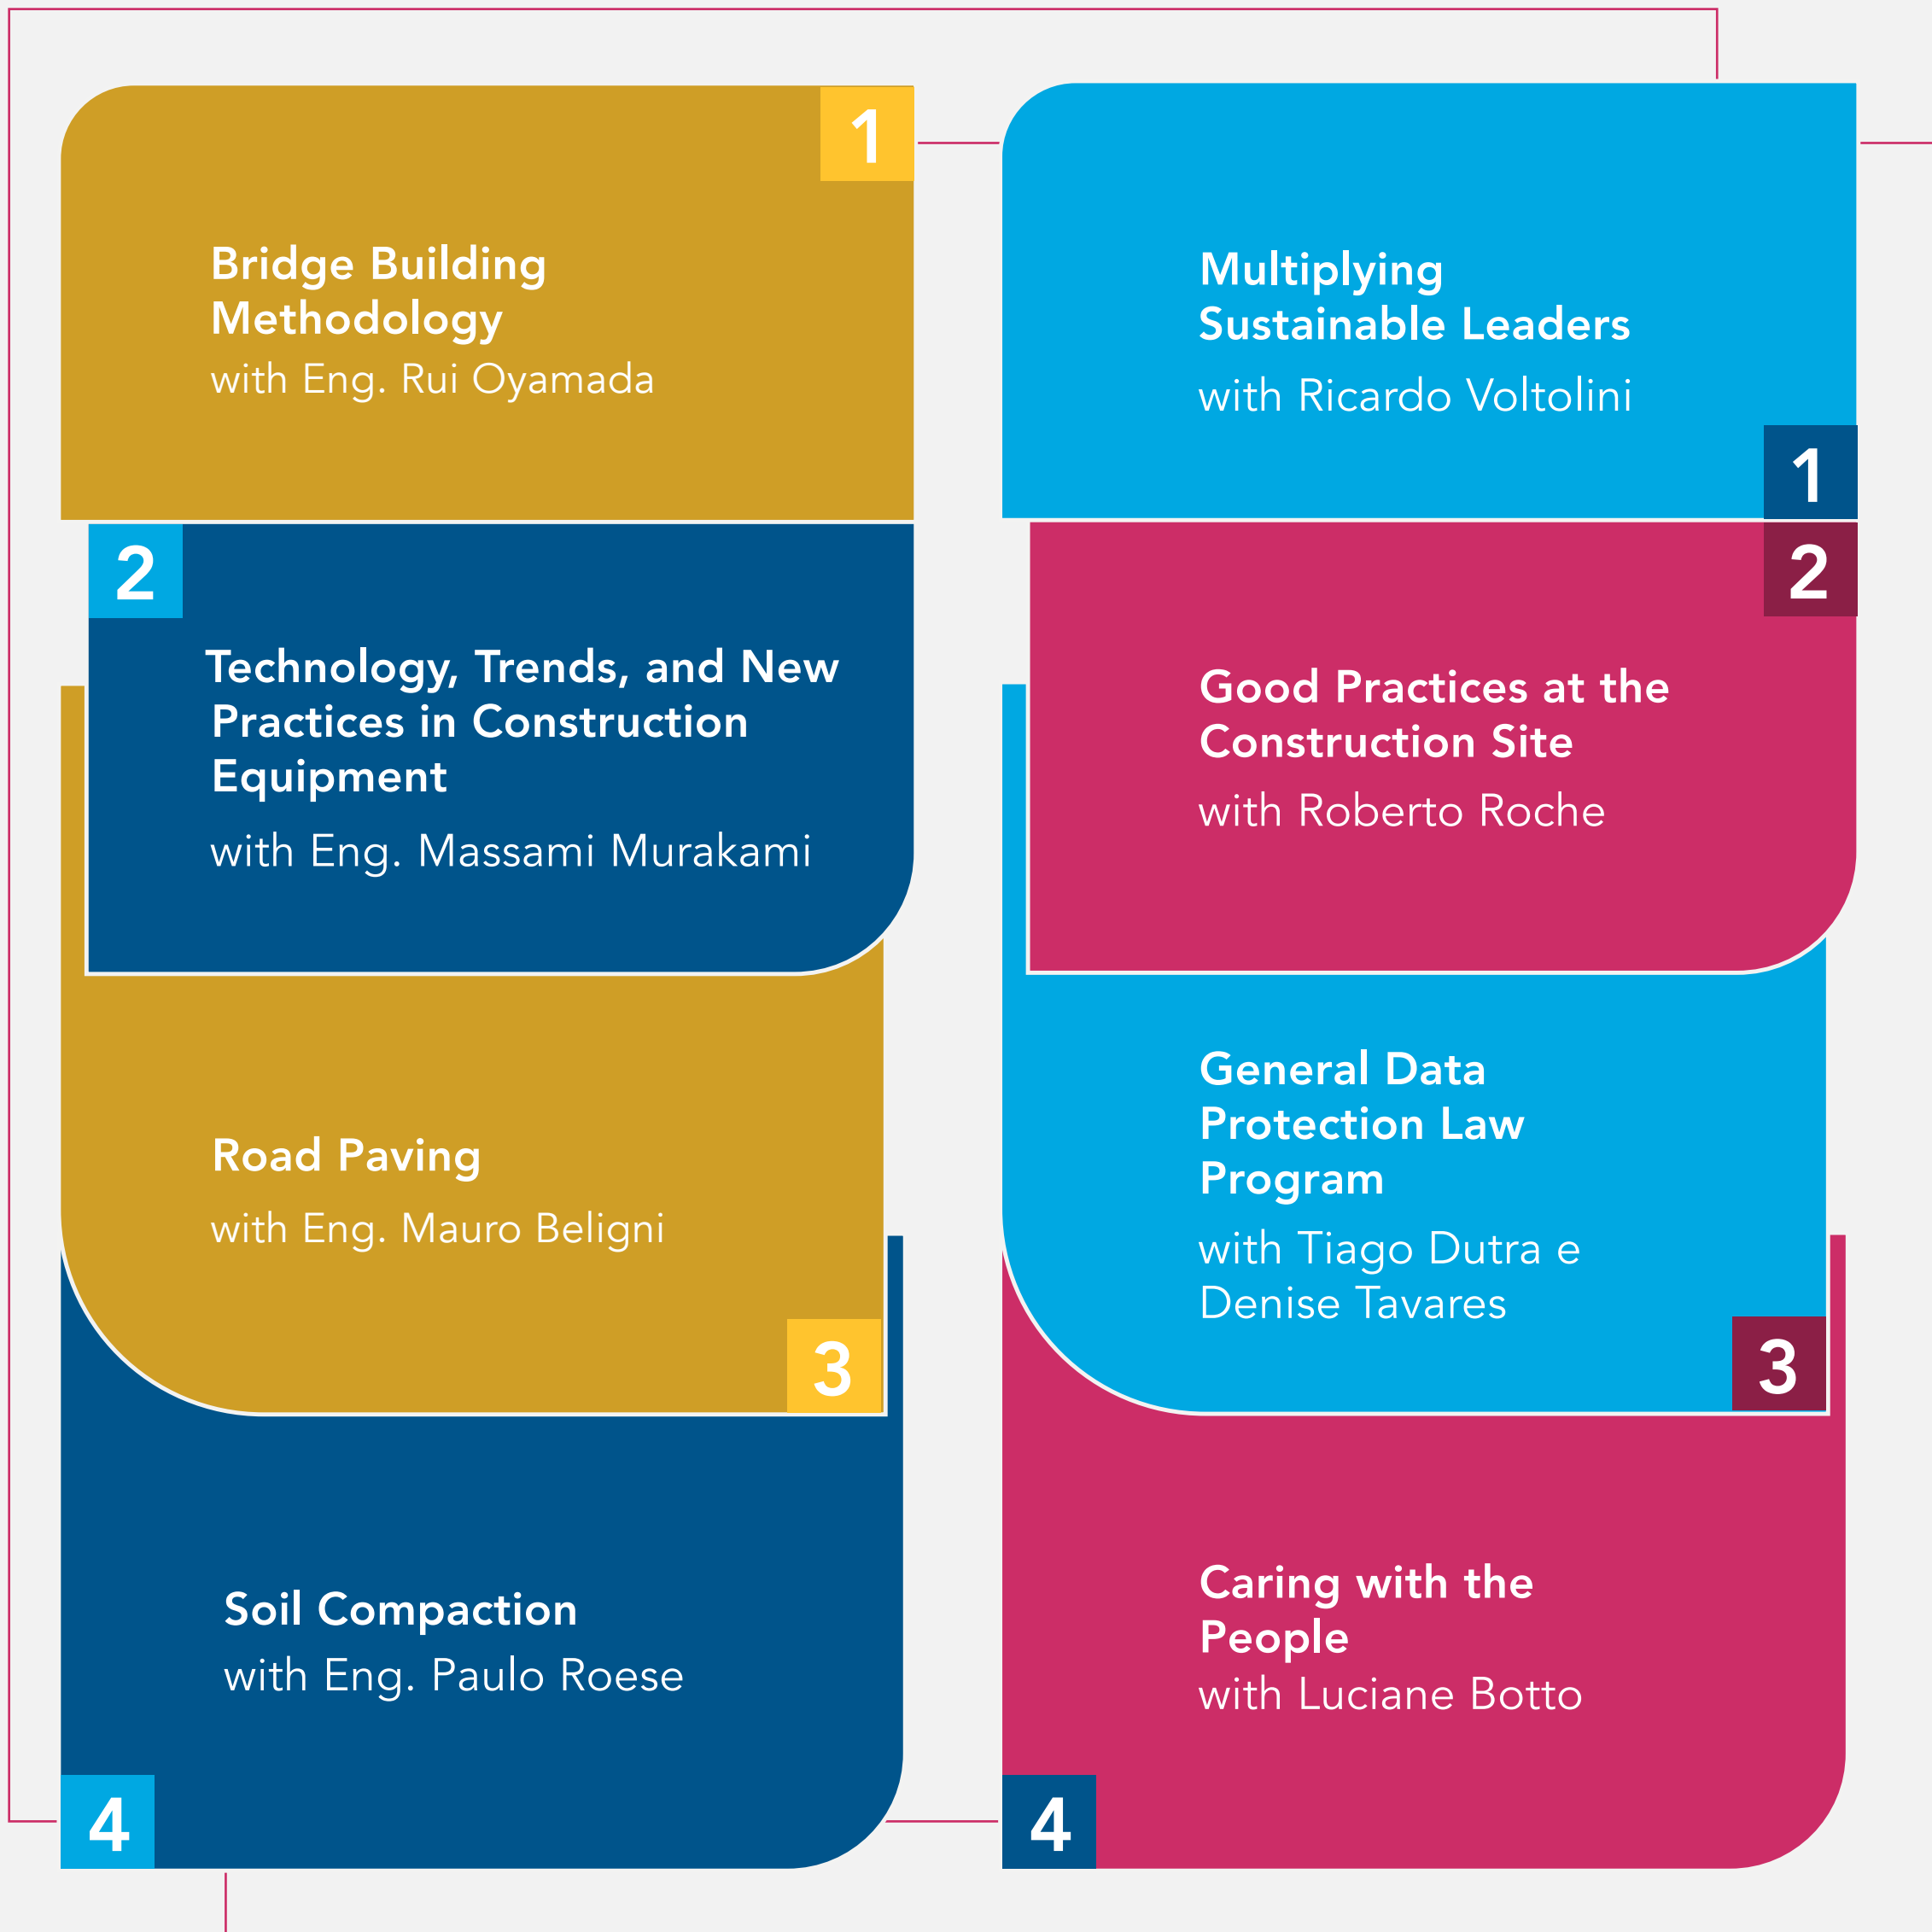 1
Bridge Building
Methodology
with Eng. Rui Oyamada
2
Technology, Trends, and New
Practices in Construction
Equipment
with Eng. Massami Murakami
Road Paving
with Eng. Mauro Beligni
3
Soil Compaction
with Eng. Paulo Roese
4
Multiplying
Sustainable Leaders
with Ricardo Voltolini
1
2
Good Practices at the
Construction Site
with Roberto Roche
General Data
Protection Law
Program
with Tiago Dutra e
Denise Tavares
3
Caring with the
People
with Luciane Botto
4